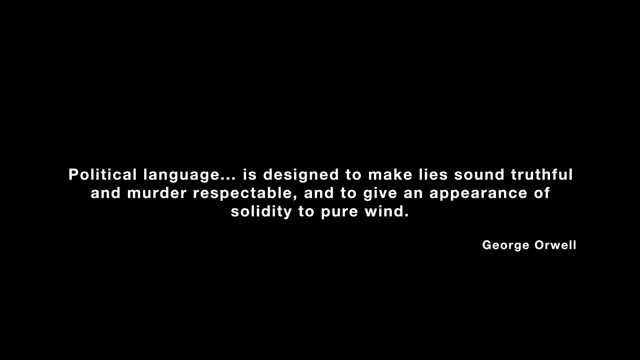 Political language... is designed to make lies sound truthful
and murder respectable, and to give an appearance of
solidity to pure wind.
George Orwell